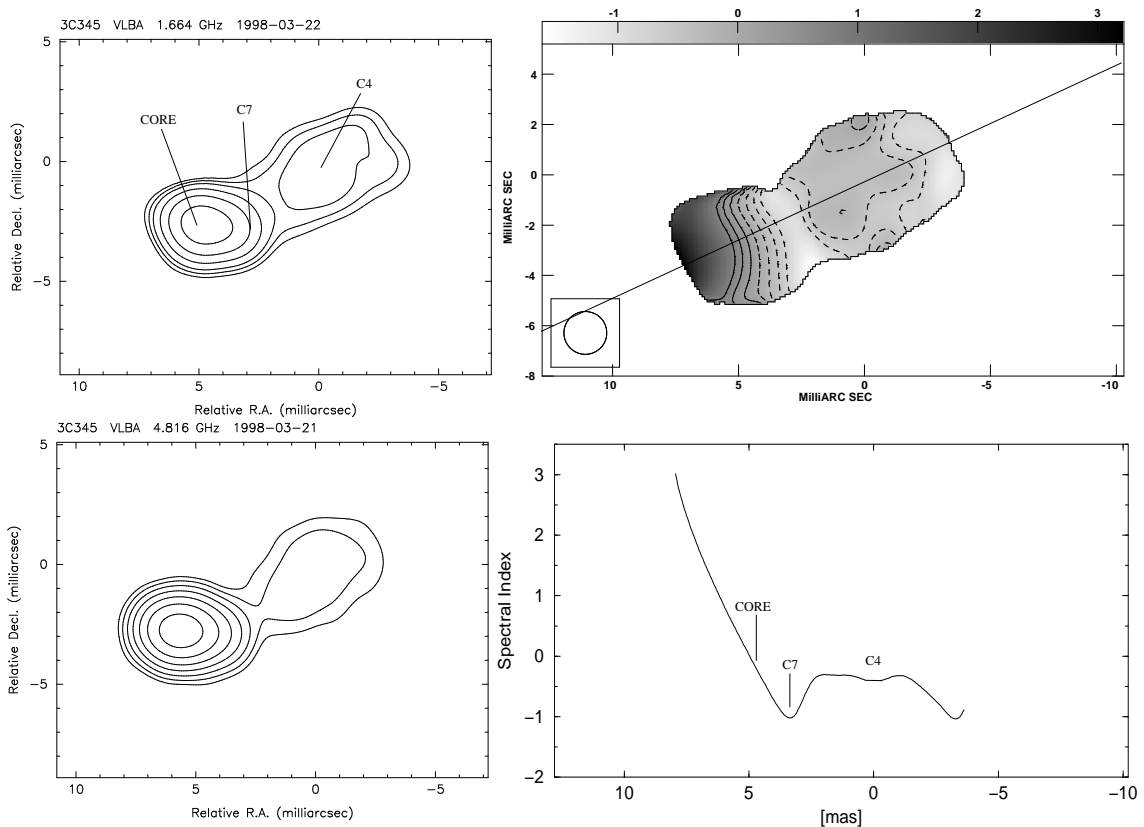 3C345 VLBA 1.664 GHz 1998-03-22
5
0
−5
Relative Decl. (milliarcsec)
CORE
C7
C4
10 5 0 −5
Relative R.A. (milliarcsec)
-1 0 1 2 3
4
2
0
-2
-4
-6
-8
MilliARC SEC
10 5 0 -5 -10
MilliARC SEC
3C345 VLBA 4.816 GHz 1998-03-21
5
0
−5
Relative Decl. (milliarcsec)
10 5 0 −5
Relative R.A. (milliarcsec)
3
2
1
0
−1
−2
Spectral Index
CORE
C7
C4
10 5 0 −5 −10
[mas]